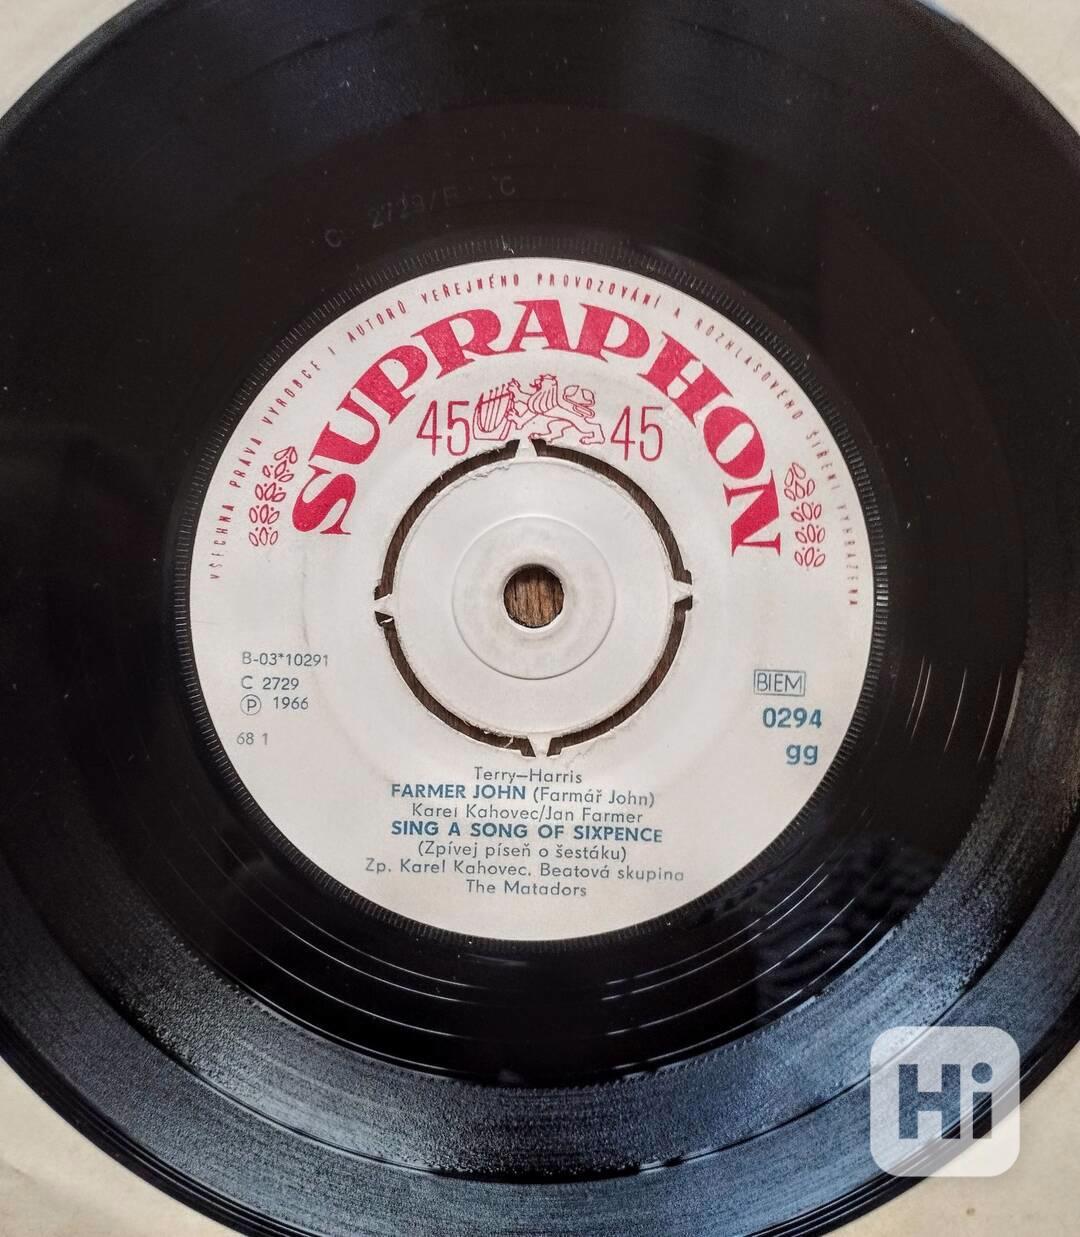 C 2729/E C
VŠECHNA PRÁVA VÝROBCE I AUTORŮ VEŘEJNÉHO PROVOZOVÁNÍ A ROZHLASOVÉHO ŠÍŘENÍ VYHRAZENA
SUPRAPHON
45 45
B-03*10291
C 2729
Ⓟ 1966
68 1
BIEM
0294
gg
Terry–Harris
FARMER JOHN (Farmář John)
Karel Kahovec/Jan Farmer
SING A SONG OF SIXPENCE
(Zpívej píseň o šestáku)
Zp. Karel Kahovec. Beatová skupina
The Matadors
Hi